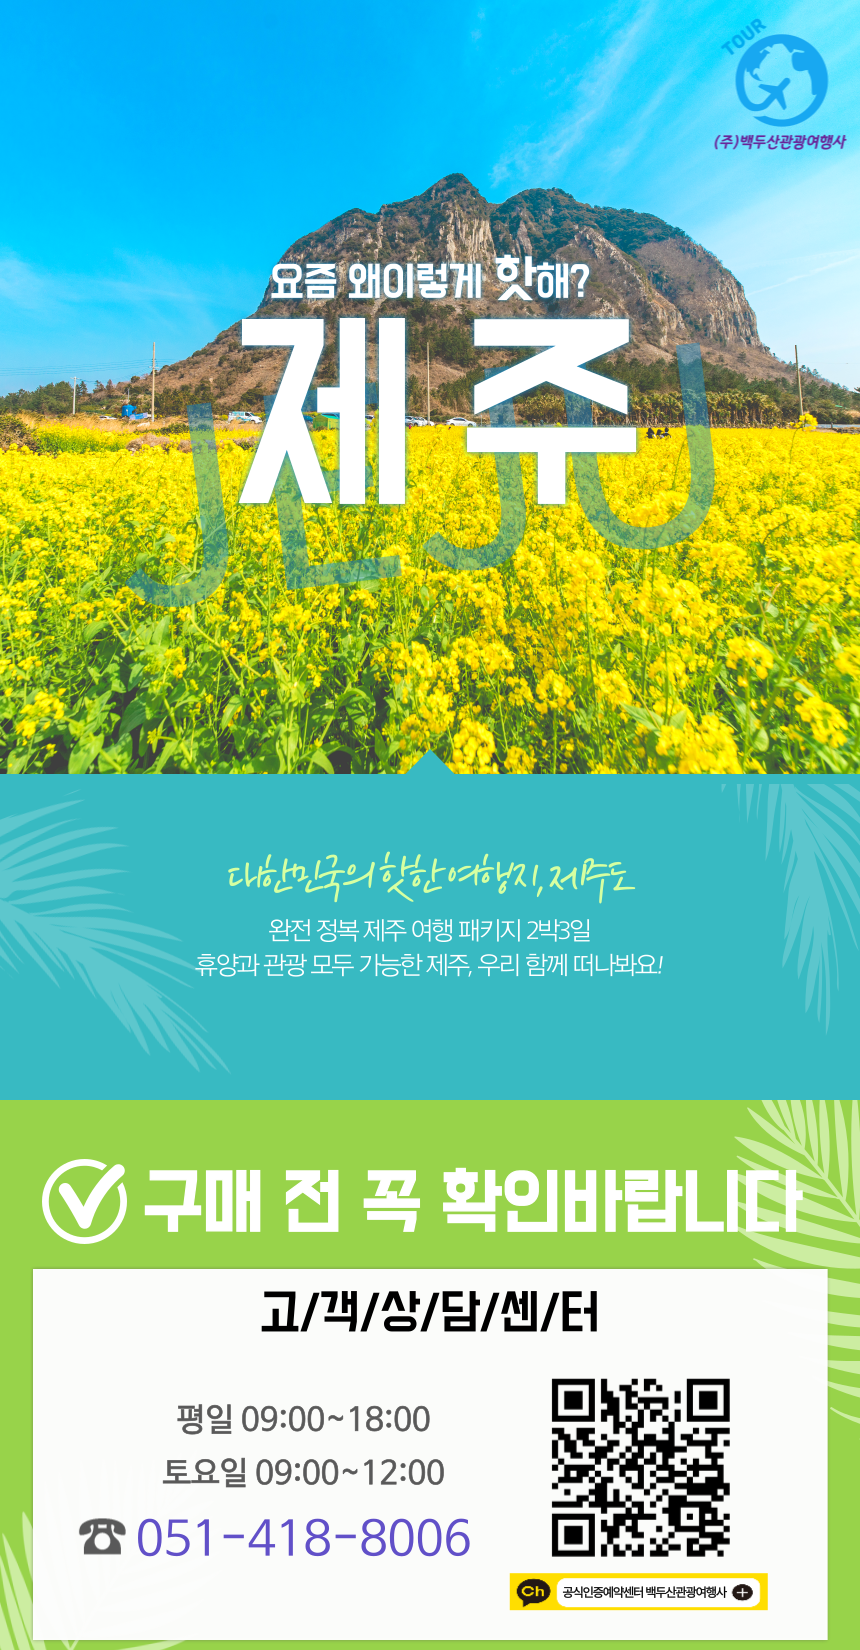 TOUR
(주)백두산관광여행사
요즘 왜이렇게 핫해?
제주
JEJU
대한민국의 핫한 여행지, 제주도
완전 정복 제주 여행 패키지 2박3일
휴양과 관광 모두 가능한 제주, 우리 함께 떠나봐요!
구매 전 꼭 확인바랍니다
고/객/상/담/센/터
평일 09:00~18:00
토요일 09:00~12:00
051-418-8006
Ch 공식인증예약센터 백두산관광여행사 +